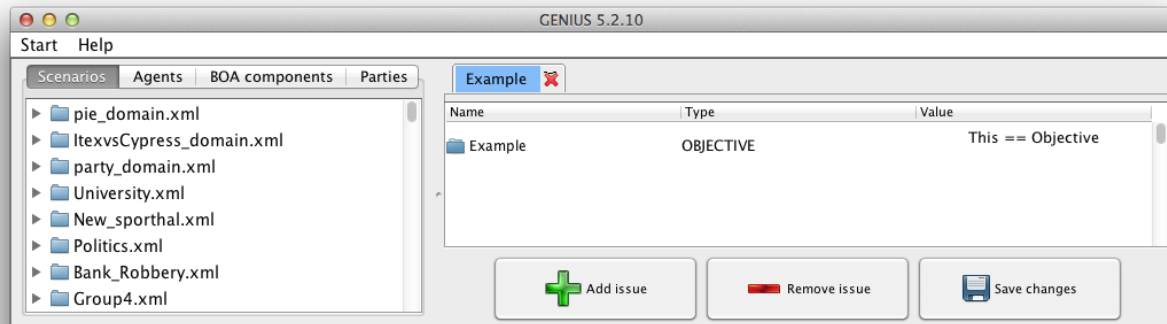 GENIUS 5.2.10
Start Help
Scenarios Agents BOA components Parties
pie_domain.xml
ItexvsCypress_domain.xml
party_domain.xml
University.xml
New_sporthal.xml
Politics.xml
Bank_Robbery.xml
Group4.xml
Example
Name Type Value
Example OBJECTIVE This == Objective
Add issue Remove issue Save changes